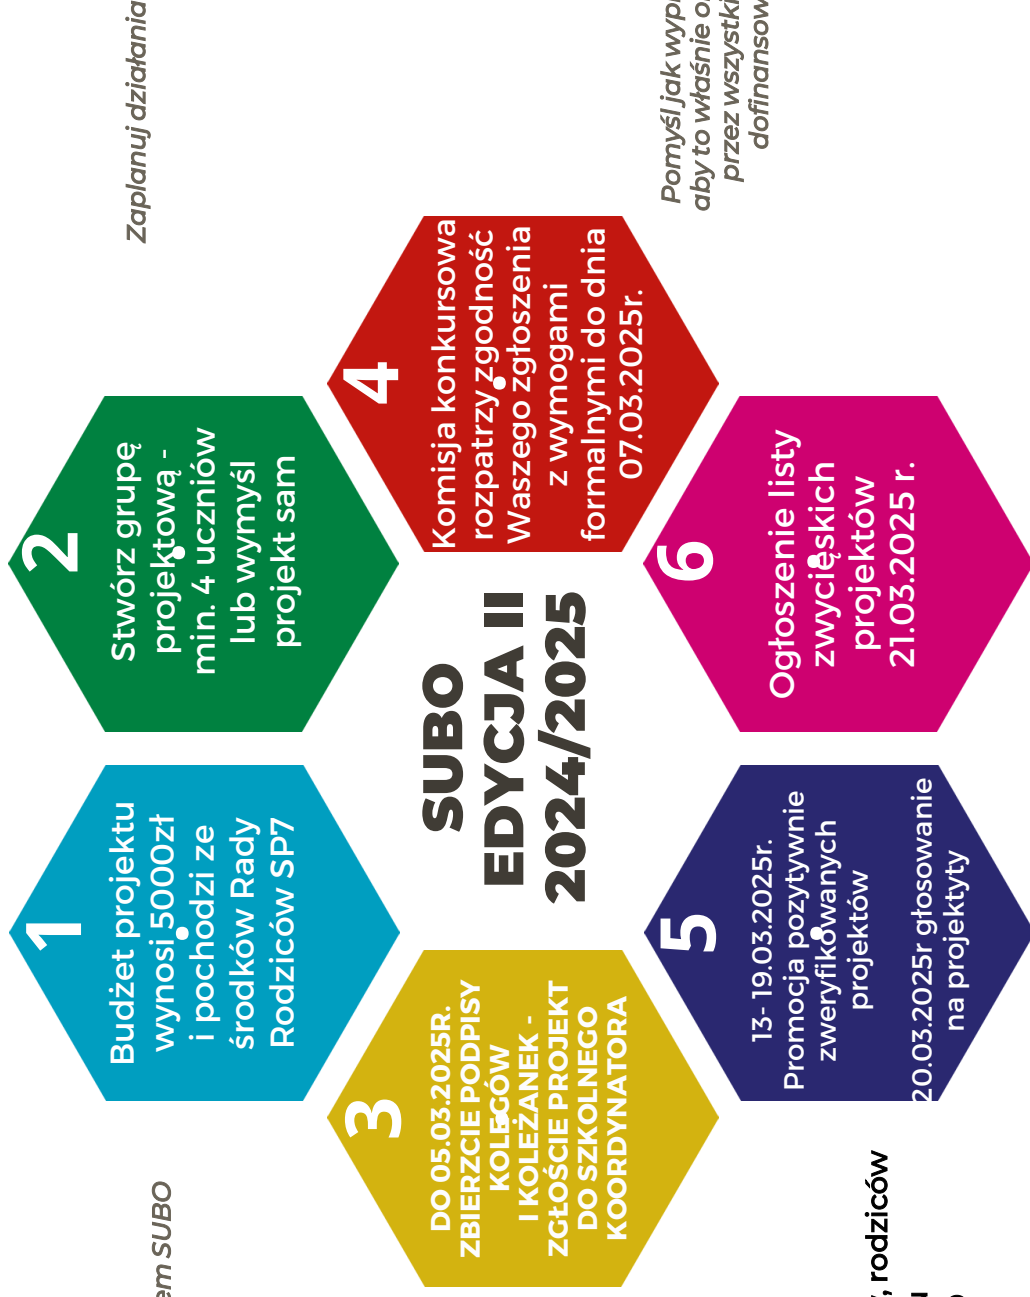 Zaplanuj działania
1
Budżet projektu
wynosi 5000zł
i pochodzi ze
środków Rady
Rodziców SP7
2
Stwórz grupę
projektową -
min. 4 uczniów
lub wymyśl
projekt sam
3
DO 05.03.2025R.
ZBIERZCIE PODPISY
KOLEGÓW
I KOLEŻANEK -
ZGŁOŚCIE PROJEKT
DO SZKOLNEGO
KOORDYNATORA
SUBO
EDYCJA II
2024/2025
4
Komisja konkursowa
rozpatrzy zgodność
Waszego zgłoszenia
z wymogami
formalnymi do dnia
07.03.2025r.
5
13- 19.03.2025r.
Promocja pozytywnie
zweryfikowanych
projektów
20.03.2025r głosowanie
na projektyty
6
Ogłoszenie listy
zwycięskich
projektów
21.03.2025 r.
SUBO
Pomyśl jak
aby to właśnie
przez
rodziców